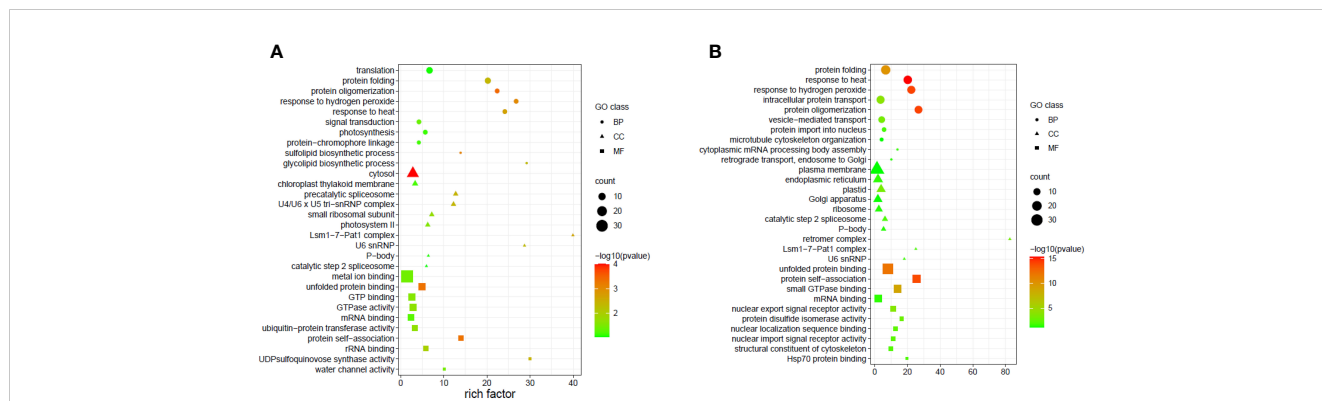 A
translation
protein folding
protein oligomerization
response to hydrogen peroxide
response to heat
signal transduction
photosynthesis
protein−chromophore linkage
sulfolipid biosynthetic process
glycolipid biosynthetic process
cytosol
chloroplast thylakoid membrane
precatalytic spliceosome
U4/U6 x U5 tri−snRNP complex
small ribosomal subunit
photosystem II
Lsm1−7−Pat1 complex
U6 snRNP
P−body
catalytic step 2 spliceosome
metal ion binding
unfolded protein binding
GTP binding
GTPase activity
mRNA binding
ubiquitin−protein transferase activity
protein self−association
rRNA binding
UDPsulfoquinovose synthase activity
water channel activity
0 10 20 30 40
rich factor
GO class
BP
CC
MF
count
10
20
30
−log10(pvalue)
4
3
2
B
protein folding
response to heat
response to hydrogen peroxide
intracellular protein transport
protein oligomerization
vesicle−mediated transport
protein import into nucleus
microtubule cytoskeleton organization
cytoplasmic mRNA processing body assembly
retrograde transport, endosome to Golgi
plasma membrane
endoplasmic reticulum
plastid
Golgi apparatus
ribosome
catalytic step 2 spliceosome
P−body
retromer complex
Lsm1−7−Pat1 complex
U6 snRNP
unfolded protein binding
protein self−association
small GTPase binding
mRNA binding
nuclear export signal receptor activity
protein disulfide isomerase activity
nuclear localization sequence binding
nuclear import signal receptor activity
structural constituent of cytoskeleton
Hsp70 protein binding
0 20 40 60 80
GO class
BP
CC
MF
count
10
20
30
−log10(pvalue)
15
10
5